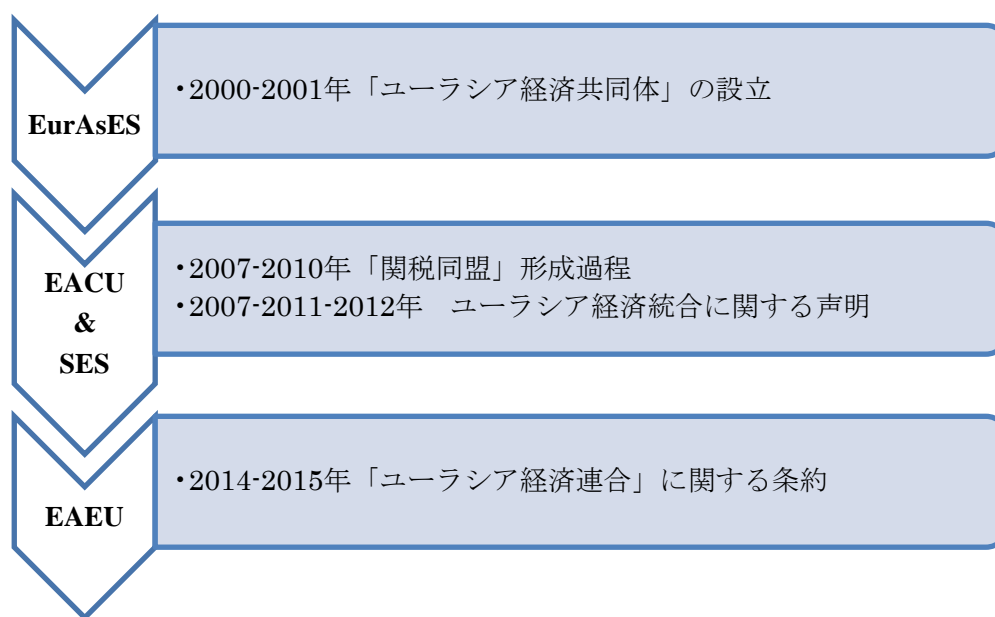 EurAsES
・2000-2001年「ユーラシア経済共同体」の設立
EACU
&
SES
・2007-2010年「関税同盟」形成過程
・2007-2011-2012年　ユーラシア経済統合に関する声明
EAEU
・2014-2015年「ユーラシア経済連合」に関する条約